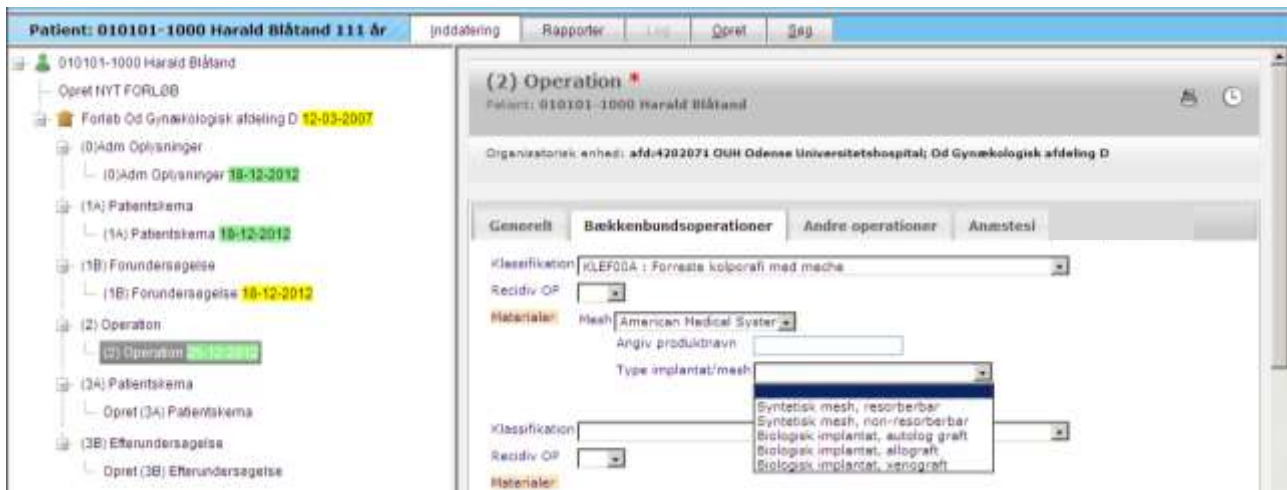 Patient: 010101-1000 Harald Blåtand 111 år
Inddatering
Rapporter
Log
Opret
Søg
010101-1000 Harald Blåtand
Opret NYT FORLØB
Forløb Od Gynækologisk afdeling D 12-03-2007
(0)Adm Oplysninger
(0)Adm Oplysninger 18-12-2012
(1A) Patientskema
(1A) Patientskema 18-12-2012
(1B) Forundersøgelse
(1B) Forundersøgelse 18-12-2012
(2) Operation
(2) Operation 25-12-2012
(3A) Patientskema
Opret (3A) Patientskema
(3B) Efterundersøgelse
Opret (3B) Efterundersøgelse
(2) Operation *
Patient: 010101-1000 Harald Blåtand
Organisatorisk enhed: afd:4202071 OUH Odense Universitetshospital; Od Gynækologisk afdeling D
Generelt
Bækkenbundsoperationer
Andre operationer
Anæstesi
Klassifikation KLEF00A : Forreste kolporafi med meche
Recidiv OP
Materialer Mesh American Medical Syster
Angiv produktnavn
Type implantat/mesh
Syntetisk mesh, resorberbar
Syntetisk mesh, non-resorberbar
Biologisk implantat, autolog graft
Biologisk implantat, allograft
Biologisk implantat, xenograft
Klassifikation
Recidiv OP
Materialer